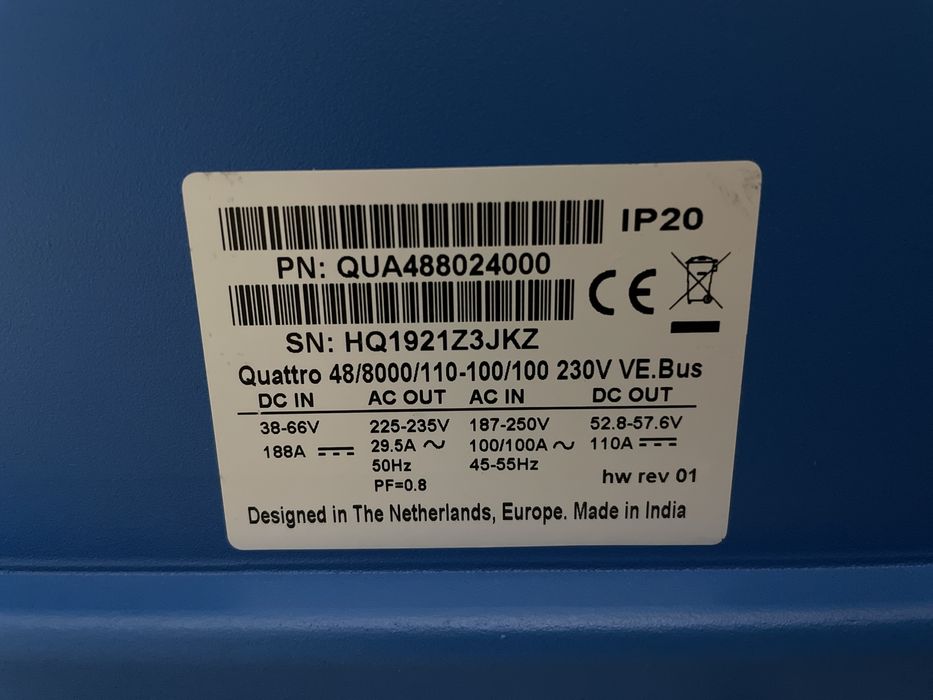 IP20
PN: QUA488024000
CE
SN: HQ1921Z3JKZ
Quattro 48/8000/110-100/100 230V VE.Bus
DC IN AC OUT AC IN DC OUT
38-66V 225-235V 187-250V 52.8-57.6V
188A 29.5A ~ 100/100A ~ 110A
50Hz 45-55Hz
PF=0.8 hw rev 01
Designed in The Netherlands, Europe. Made in India